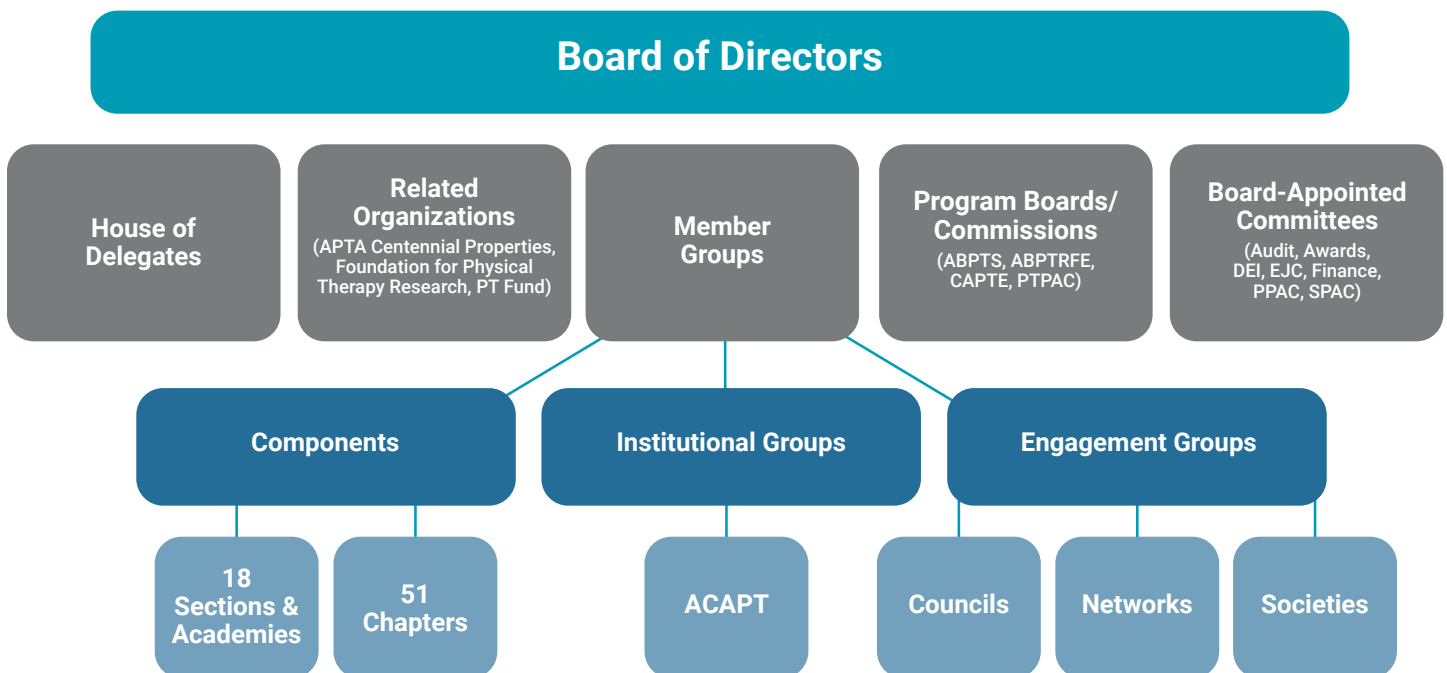 Board of Directors
House of
Delegates
Related
Organizations
(APTA Centennial Properties,
Foundation for Physical
Therapy Research, PT Fund)
Member
Groups
Program Boards/
Commissions
(ABPTS, ABPTRFE,
CAPTE, PTPAC)
Board-Appointed
Committees
(Audit, Awards,
DEI, EJC, Finance,
PPAC, SPAC)
Components
Institutional Groups
Engagement Groups
18
Sections &
Academies
51
Chapters
ACAPT
Councils
Networks
Societies